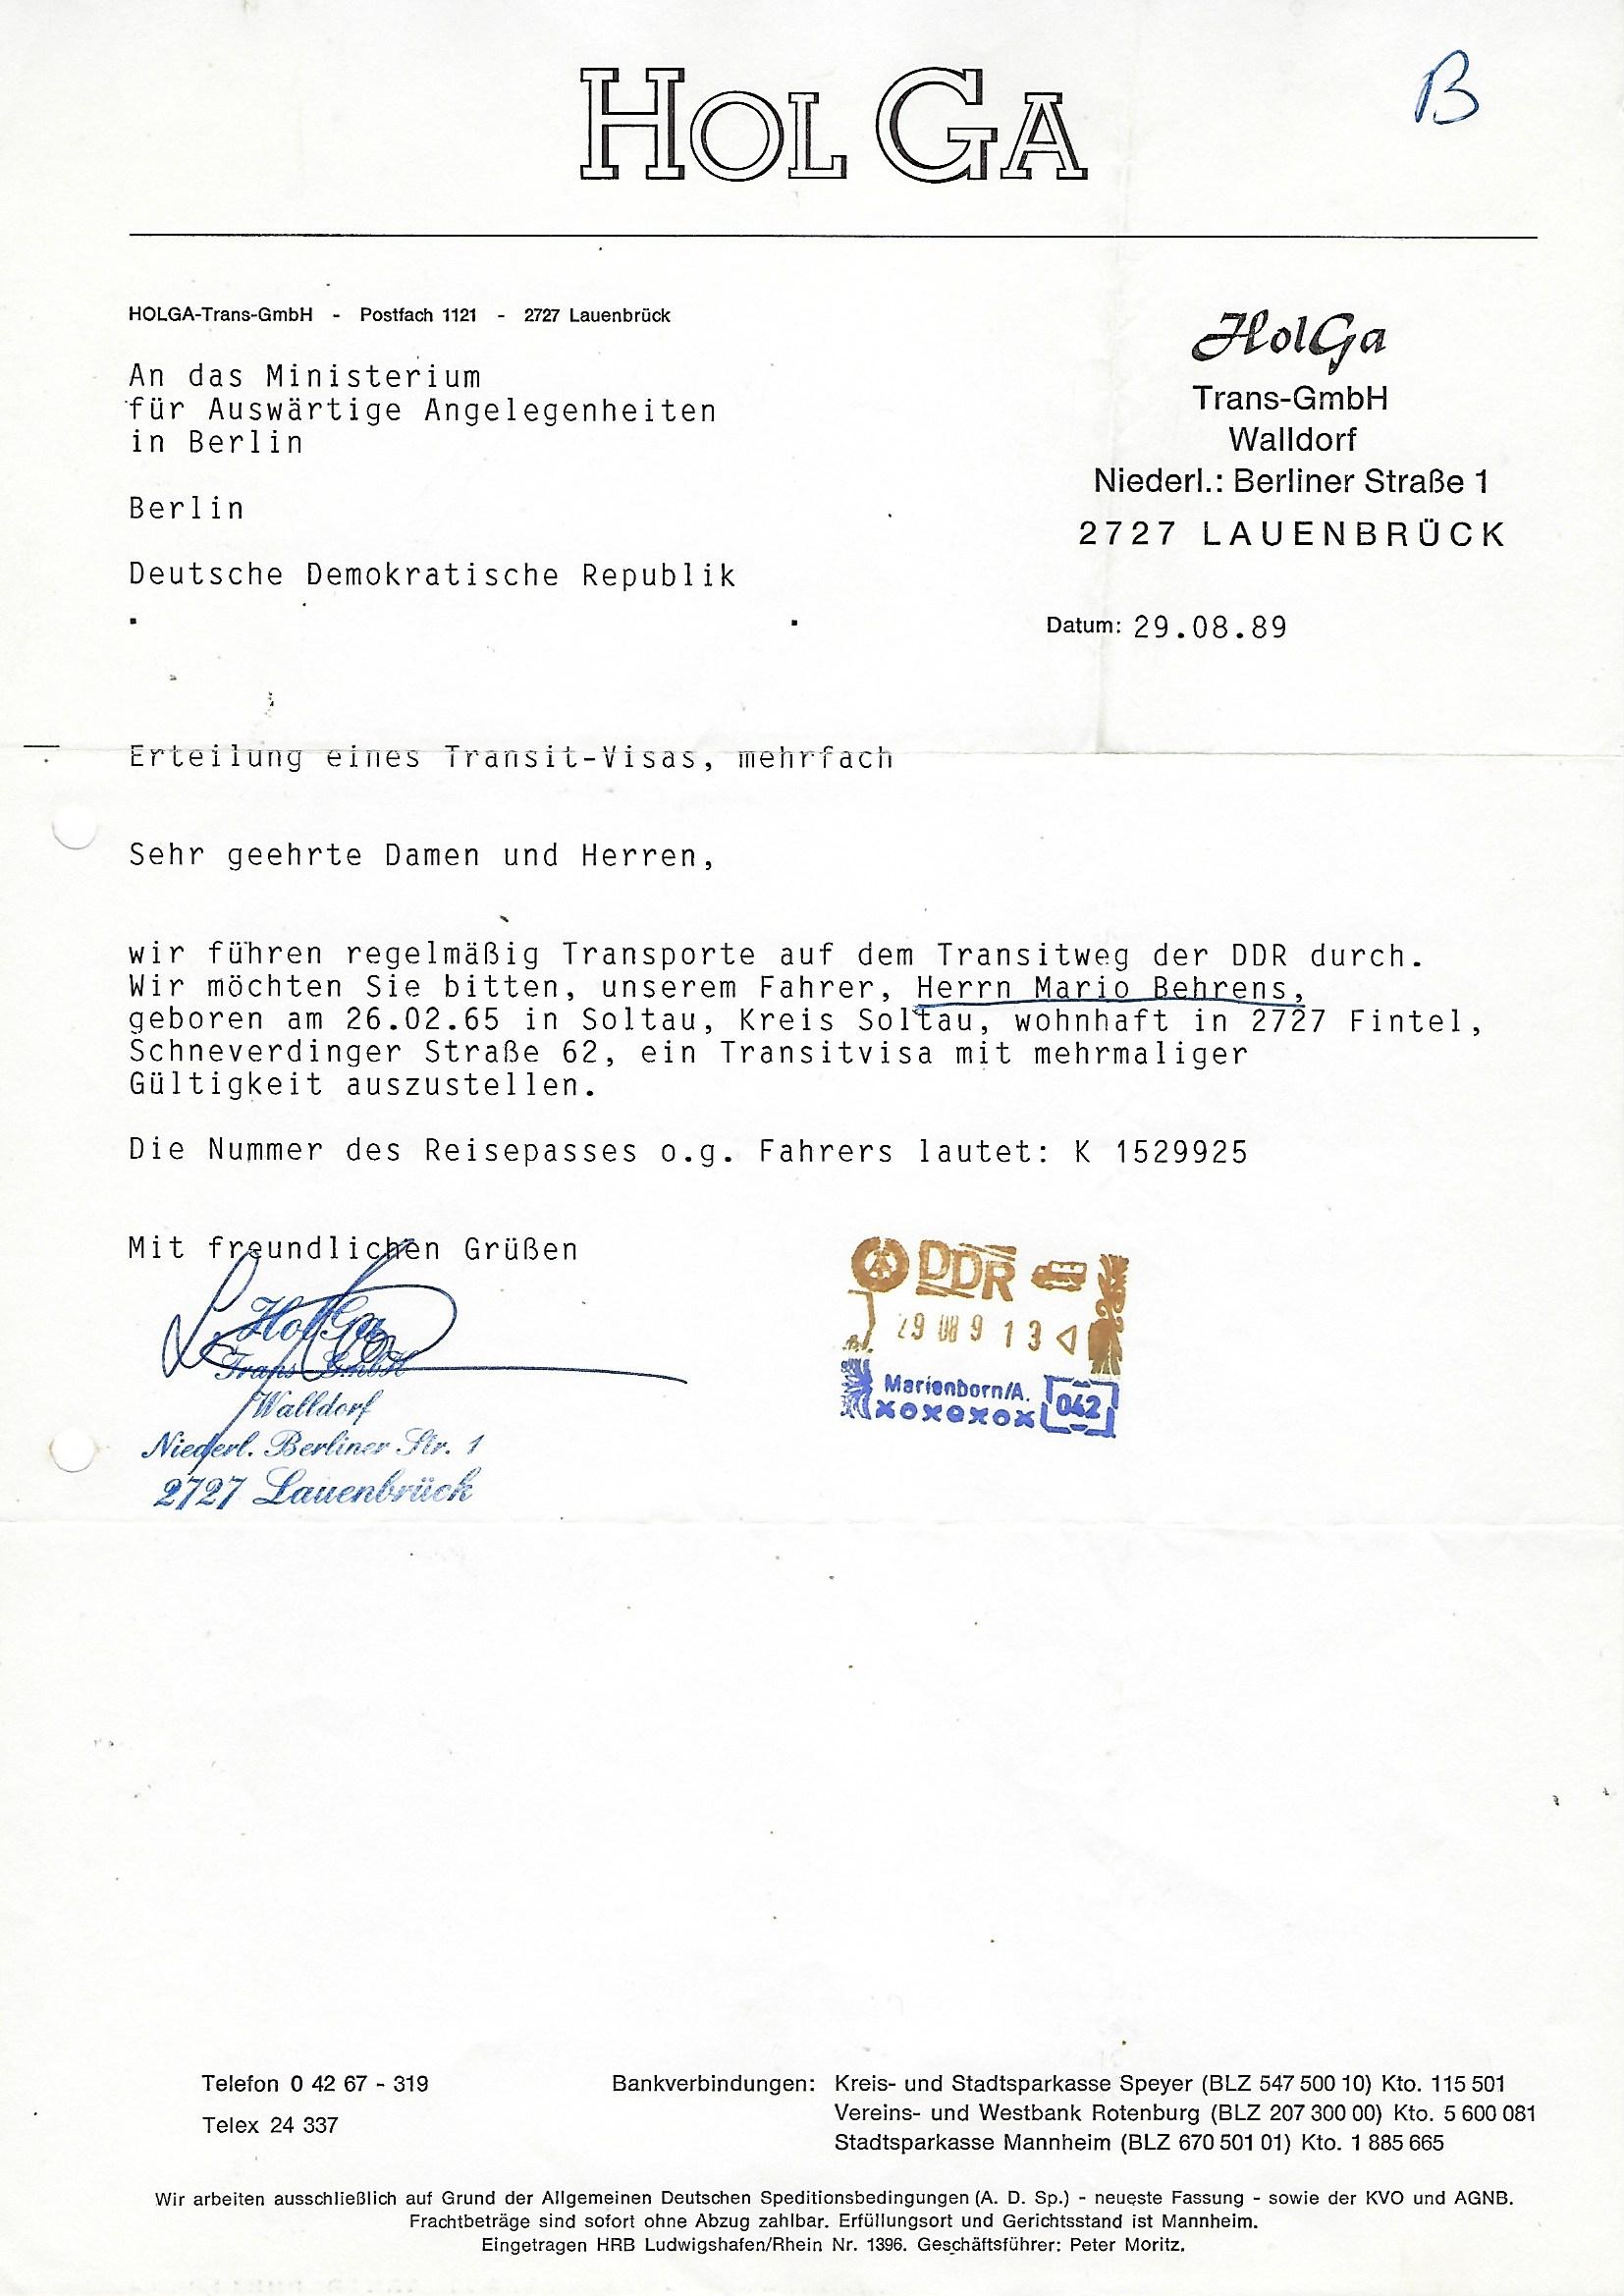 B
HOLGA
HOLGA-Trans-GmbH - Postfach 1121 - 2727 Lauenbrück
HolGa
Trans-GmbH
Walldorf
Niederl.: Berliner Straße 1
2727 LAUENBRÜCK
An das Ministerium
für Auswärtige Angelegenheiten
in Berlin
Berlin
Deutsche Demokratische Republik
Datum: 29.08.89
Erteilung eines Transit-Visas, mehrfach
Sehr geehrte Damen und Herren,
wir führen regelmäßig Transporte auf dem Transitweg der DDR durch.
Wir möchten Sie bitten, unserem Fahrer, Herrn Mario Behrens,
geboren am 26.02.65 in Soltau, Kreis Soltau, wohnhaft in 2727 Fintel,
Schneverdinger Straße 62, ein Transitvisa mit mehrmaliger
Gültigkeit auszustellen.
Die Nummer des Reisepasses o.g. Fahrers lautet: K 1529925
Mit freundlichen Grüßen
HolGa
Trans GmbH
Walldorf
Niederl. Berliner Str. 1
2727 Lauenbrück
DDR
29 08 9 13
Marienborn/A.
xoxoxox 042
Telefon 0 42 67 - 319
Telex 24 337
Bankverbindungen: Kreis- und Stadtsparkasse Speyer (BLZ 547 500 10) Kto. 115 501
Vereins- und Westbank Rotenburg (BLZ 207 300 00) Kto. 5 600 081
Stadtsparkasse Mannheim (BLZ 670 501 01) Kto. 1 885 665
Wir arbeiten ausschließlich auf Grund der Allgemeinen Deutschen Speditionsbedingungen (A. D. Sp.) - neueste Fassung - sowie der KVO und AGNB.
Frachtbeträge sind sofort ohne Abzug zahlbar. Erfüllungsort und Gerichtsstand ist Mannheim.
Eingetragen HRB Ludwigshafen/Rhein Nr. 1396. Geschäftsführer: Peter Moritz.